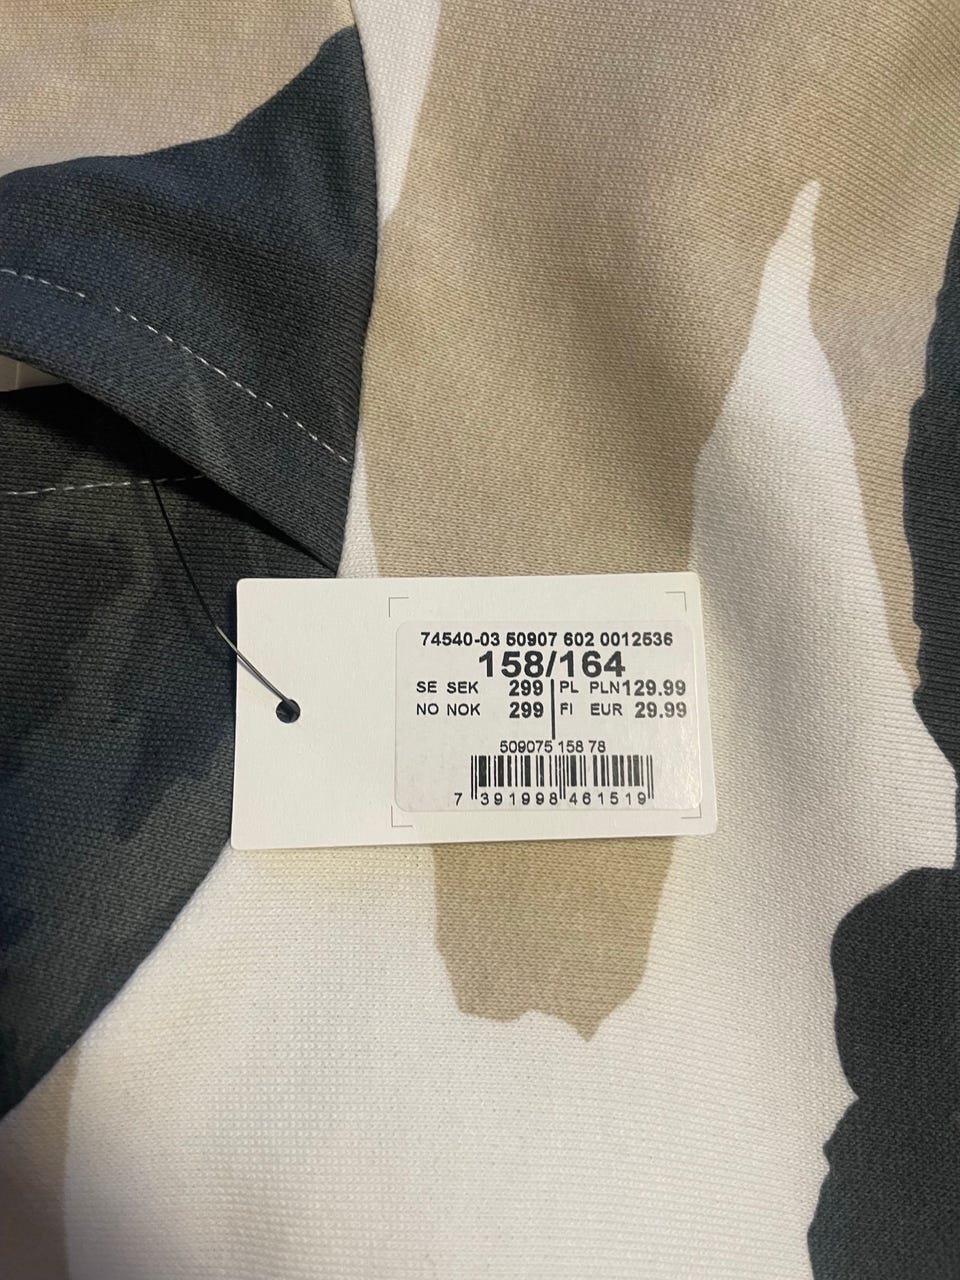 74540-03 50907 602 0012536
158/164
SE SEK 299 PL PLN129.99
NO NOK 299 FI EUR 29.99
509075 158 78
7 391998 461519